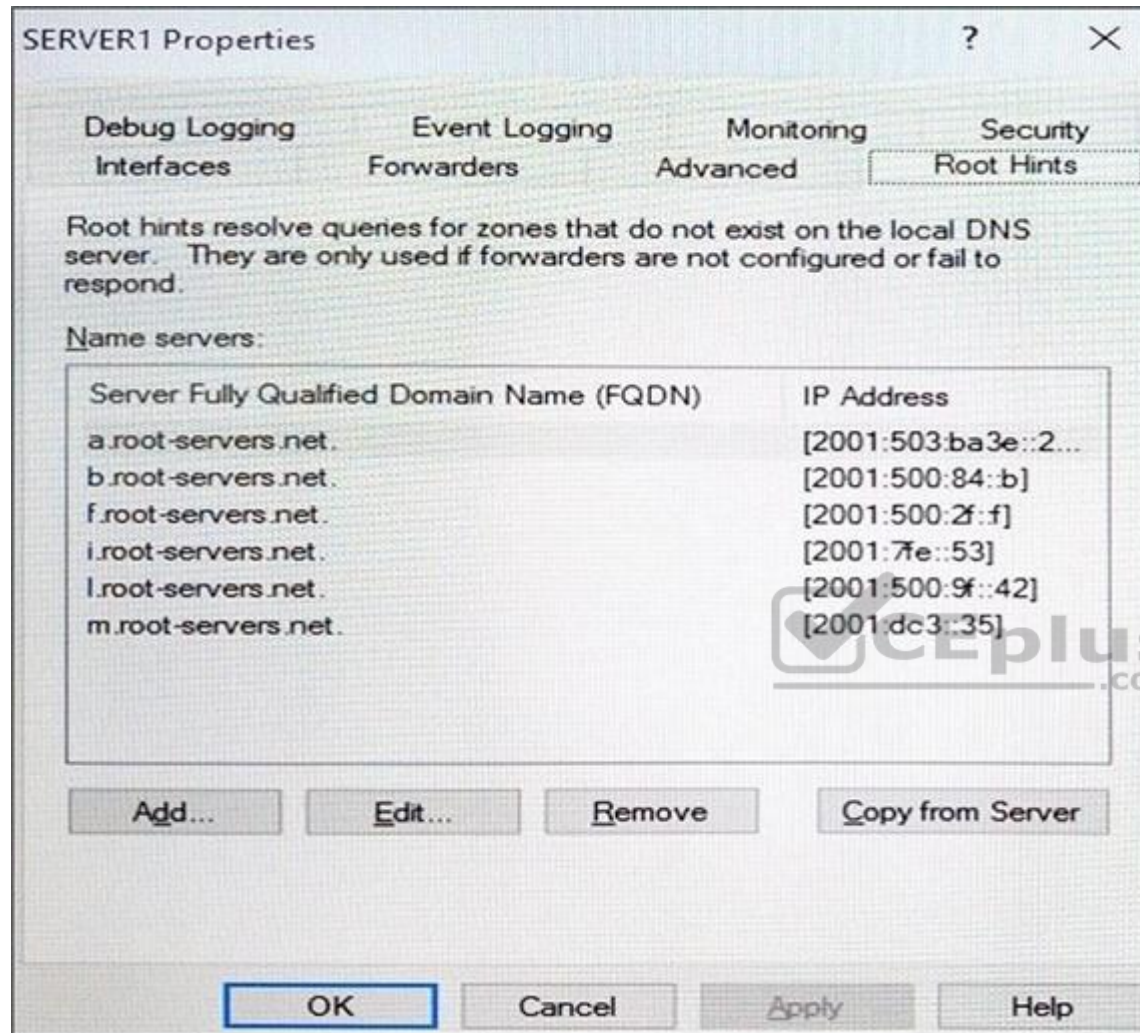 SERVER1 Properties ? ×
Debug Logging Event Logging Monitoring Security
Interfaces Forwarders Advanced Root Hints
Root hints resolve queries for zones that do not exist on the local DNS
server. They are only used if forwarders are not configured or fail to
respond.
Name servers:
Server Fully Qualified Domain Name (FQDN) IP Address
a.root-servers.net. [2001:503:ba3e::2...
b.root-servers.net. [2001:500:84::b]
f.root-servers.net. [2001:500:2f::f]
i.root-servers.net. [2001:7fe::53]
l.root-servers.net. [2001:500:9f::42]
m.root-servers.net. [2001:dc3::35]
CEplus
.co
Add... Edit... Remove Copy from Server
OK Cancel Apply Help